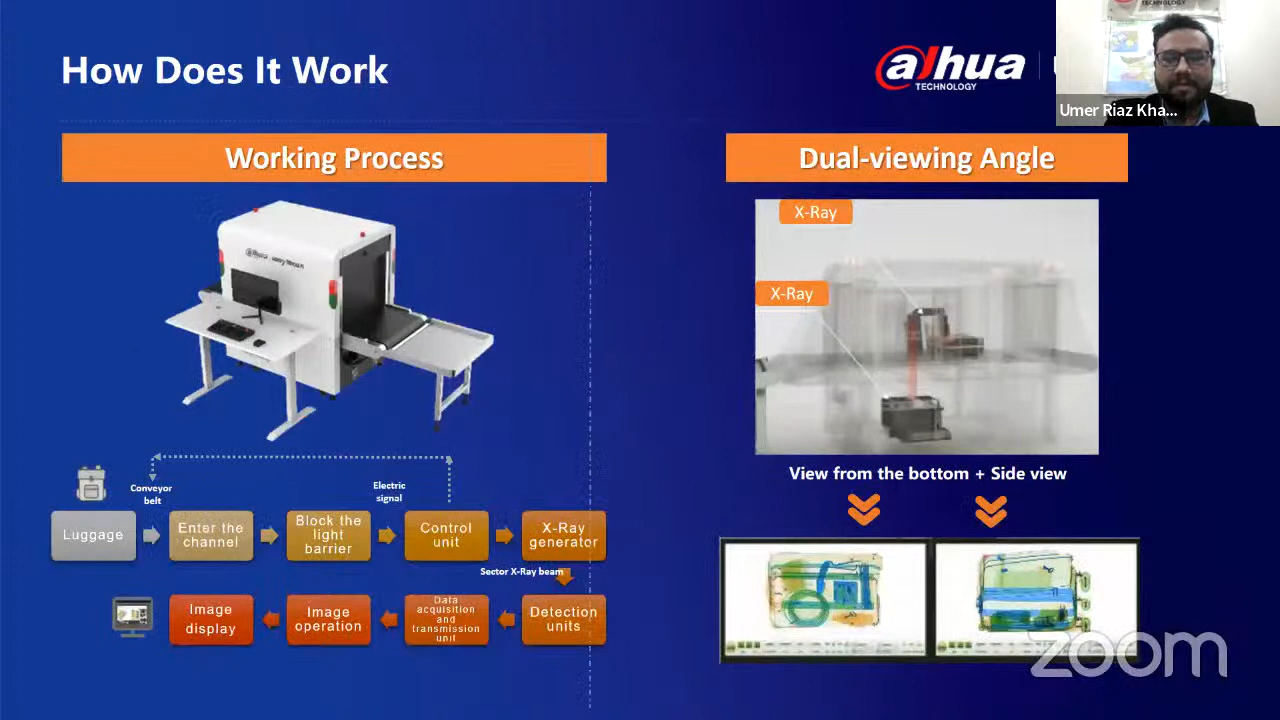 How Does It Work
alhua
TECHNOLOGY
TECHNOLOGY
Umer Riaz Kha...
Working Process
Dual-viewing Angle
X-Ray
X-Ray
View from the bottom + Side view
Conveyor
belt
Electric
signal
Luggage
Enter the
channel
Block the
light
barrier
Control
unit
X-Ray
generator
Sector X-Ray beam
Image
display
Image
operation
Data
acquisition
and
transmission
unit
Detection
units
zoom